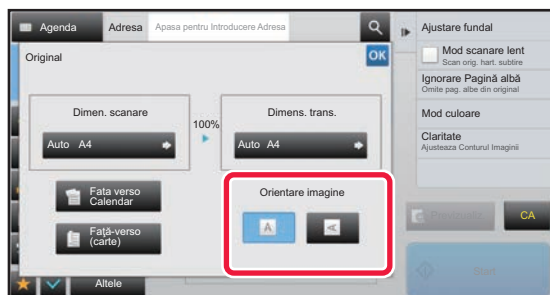 Agenda
Adresa
Apasa pentru Introducere Adresa
Original
OK
Dimen. scanare
100%
Dimens. trans.
Auto A4
Auto A4
Fata verso
Calendar
Faţă-verso
(carte)
Orientare imagine
A
A
Altele
Ajustare fundal
Mod scanare lent
Scan orig. hart. subtire
Ignorare Pagină albă
Omite pag. albe din original
Mod culoare
Claritate
Ajusteaza Conturul Imaginii
CA
Start